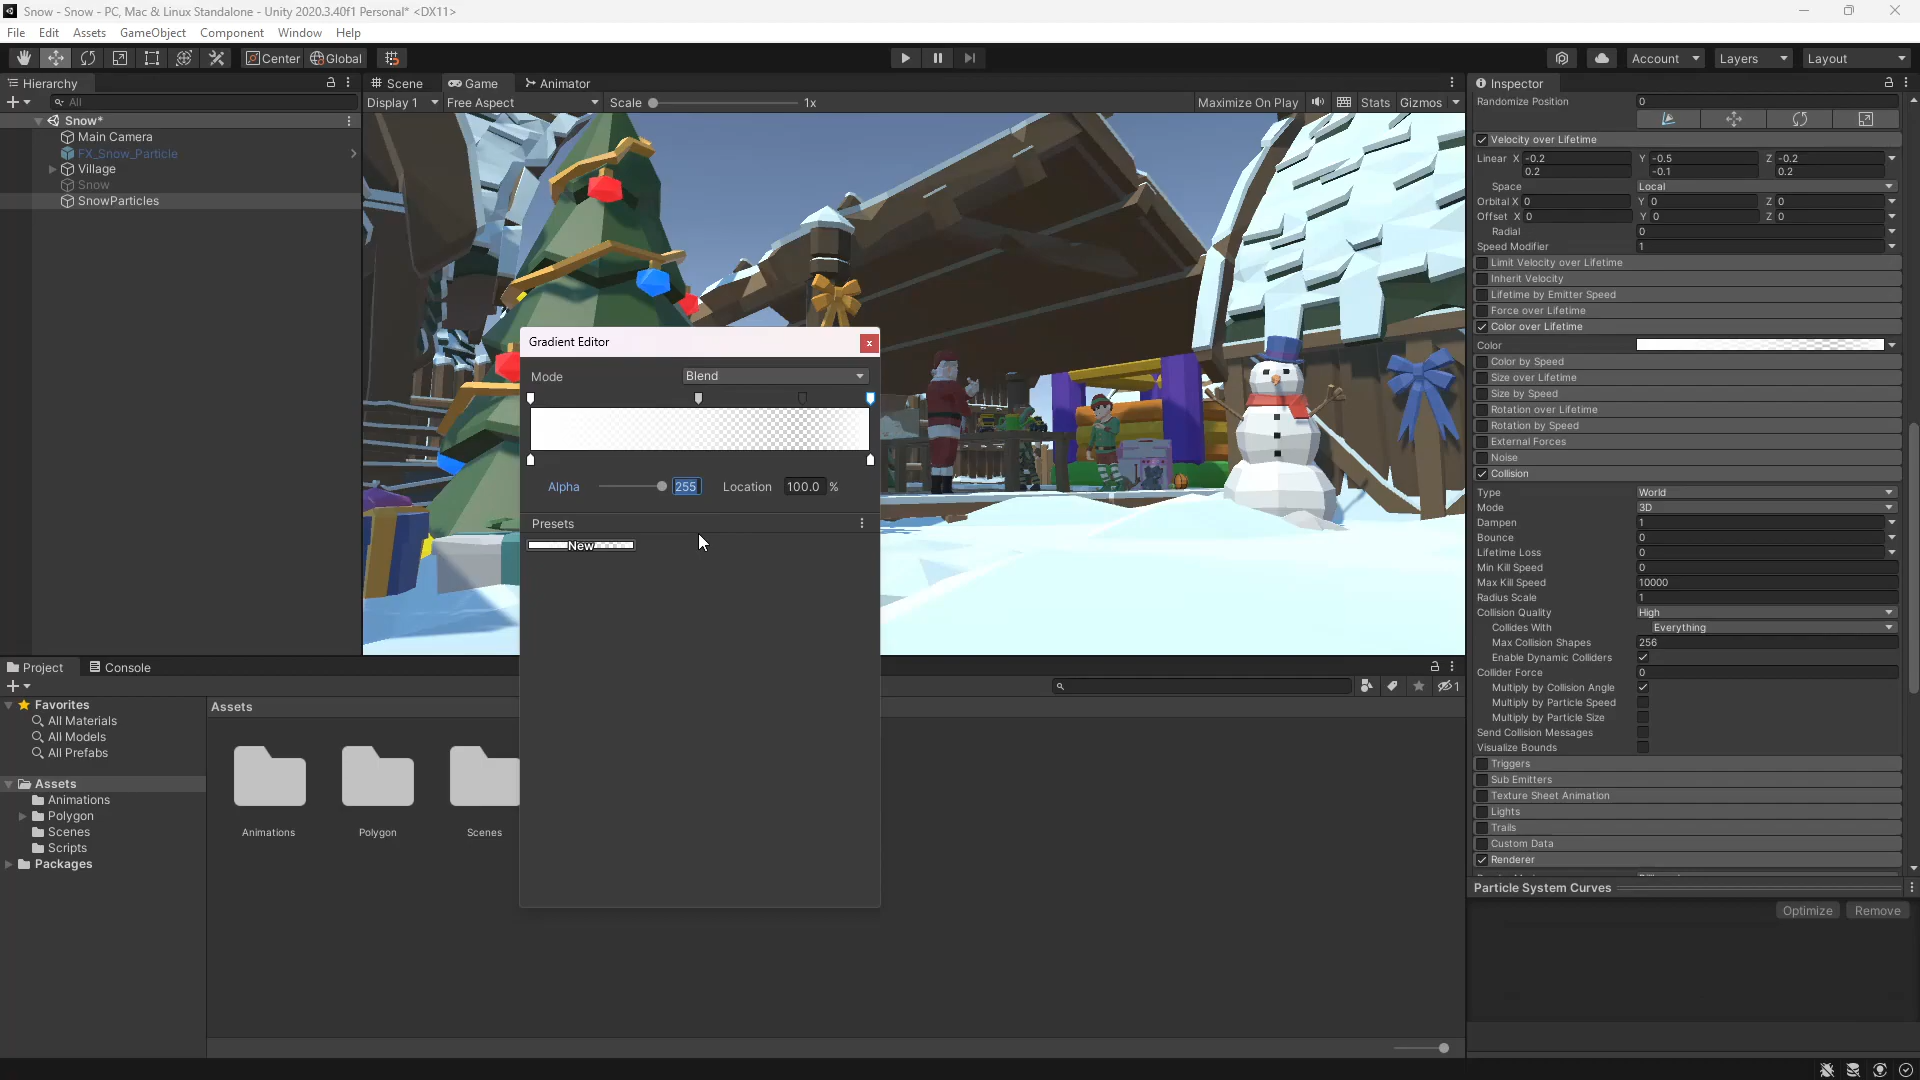 Snow - Snow - PC, Mac & Linux Standalone - Unity 2020.3.40f1 Personal* <DX11>
File Edit Assets GameObject Component Window Help
Center Global Account Layers Layout
Hierarchy
All
Snow*
Main Camera
FX_Snow_Particle
Village
Snow
SnowParticles
Scene Game Animator
Display 1 Free Aspect Scale 1x Maximize On Play Stats Gizmos
Gradient Editor
x
Mode Blend
Alpha 255 Location 100.0 %
Presets
New
Project Console
1
Favorites
All Materials
All Models
All Prefabs
Assets
Animations
Polygon
Scenes
Scripts
Packages
Assets
Animations Polygon Scenes
Inspector
Randomize Position 0
Velocity over Lifetime
Linear X -0.2 Y -0.5 Z -0.2
0.2 -0.1 0.2
Space Local
Orbital X 0 Y 0 Z 0
Offset X 0 Y 0 Z 0
Radial 0
Speed Modifier 1
Limit Velocity over Lifetime
Inherit Velocity
Lifetime by Emitter Speed
Force over Lifetime
Color over Lifetime
Color
Color by Speed
Size over Lifetime
Size by Speed
Rotation over Lifetime
Rotation by Speed
External Forces
Noise
Collision
Type World
Mode 3D
Dampen 1
Bounce 0
Lifetime Loss 0
Min Kill Speed 0
Max Kill Speed 10000
Radius Scale 1
Collision Quality High
Collides With Everything
Max Collision Shapes 256
Enable Dynamic Colliders
Collider Force 0
Multiply by Collision Angle
Multiply by Particle Speed
Multiply by Particle Size
Send Collision Messages
Visualize Bounds
Triggers
Sub Emitters
Texture Sheet Animation
Lights
Trails
Custom Data
Renderer
Particle System Curves
Optimize Remove